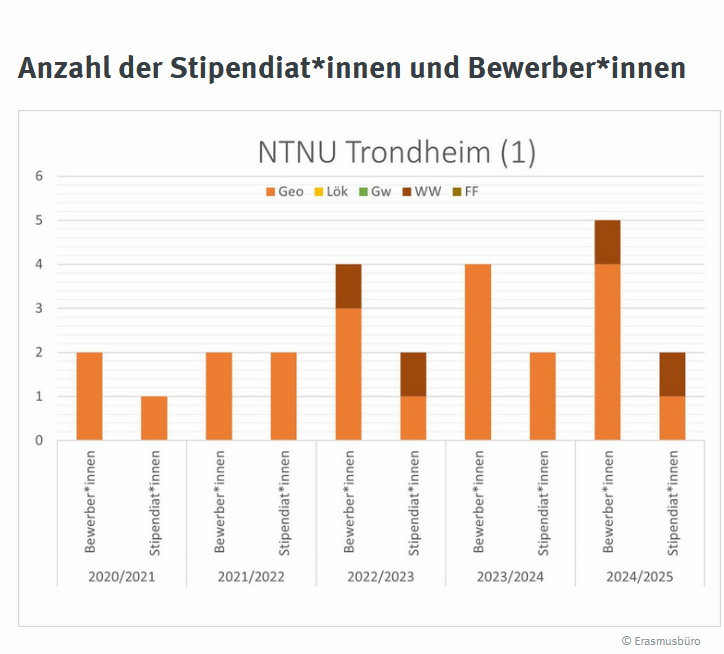 Anzahl der Stipendiat*innen und Bewerber*innen
NTNU Trondheim (1)
6
Geo Lök Gw WW FF
5
4
3
2
1
0
Bewerber*innen
Stipendiat*innen
Bewerber*innen
Stipendiat*innen
Bewerber*innen
Stipendiat*innen
Bewerber*innen
Stipendiat*innen
Bewerber*innen
Stipendiat*innen
2020/2021 2021/2022 2022/2023 2023/2024 2024/2025
© Erasmusbüro